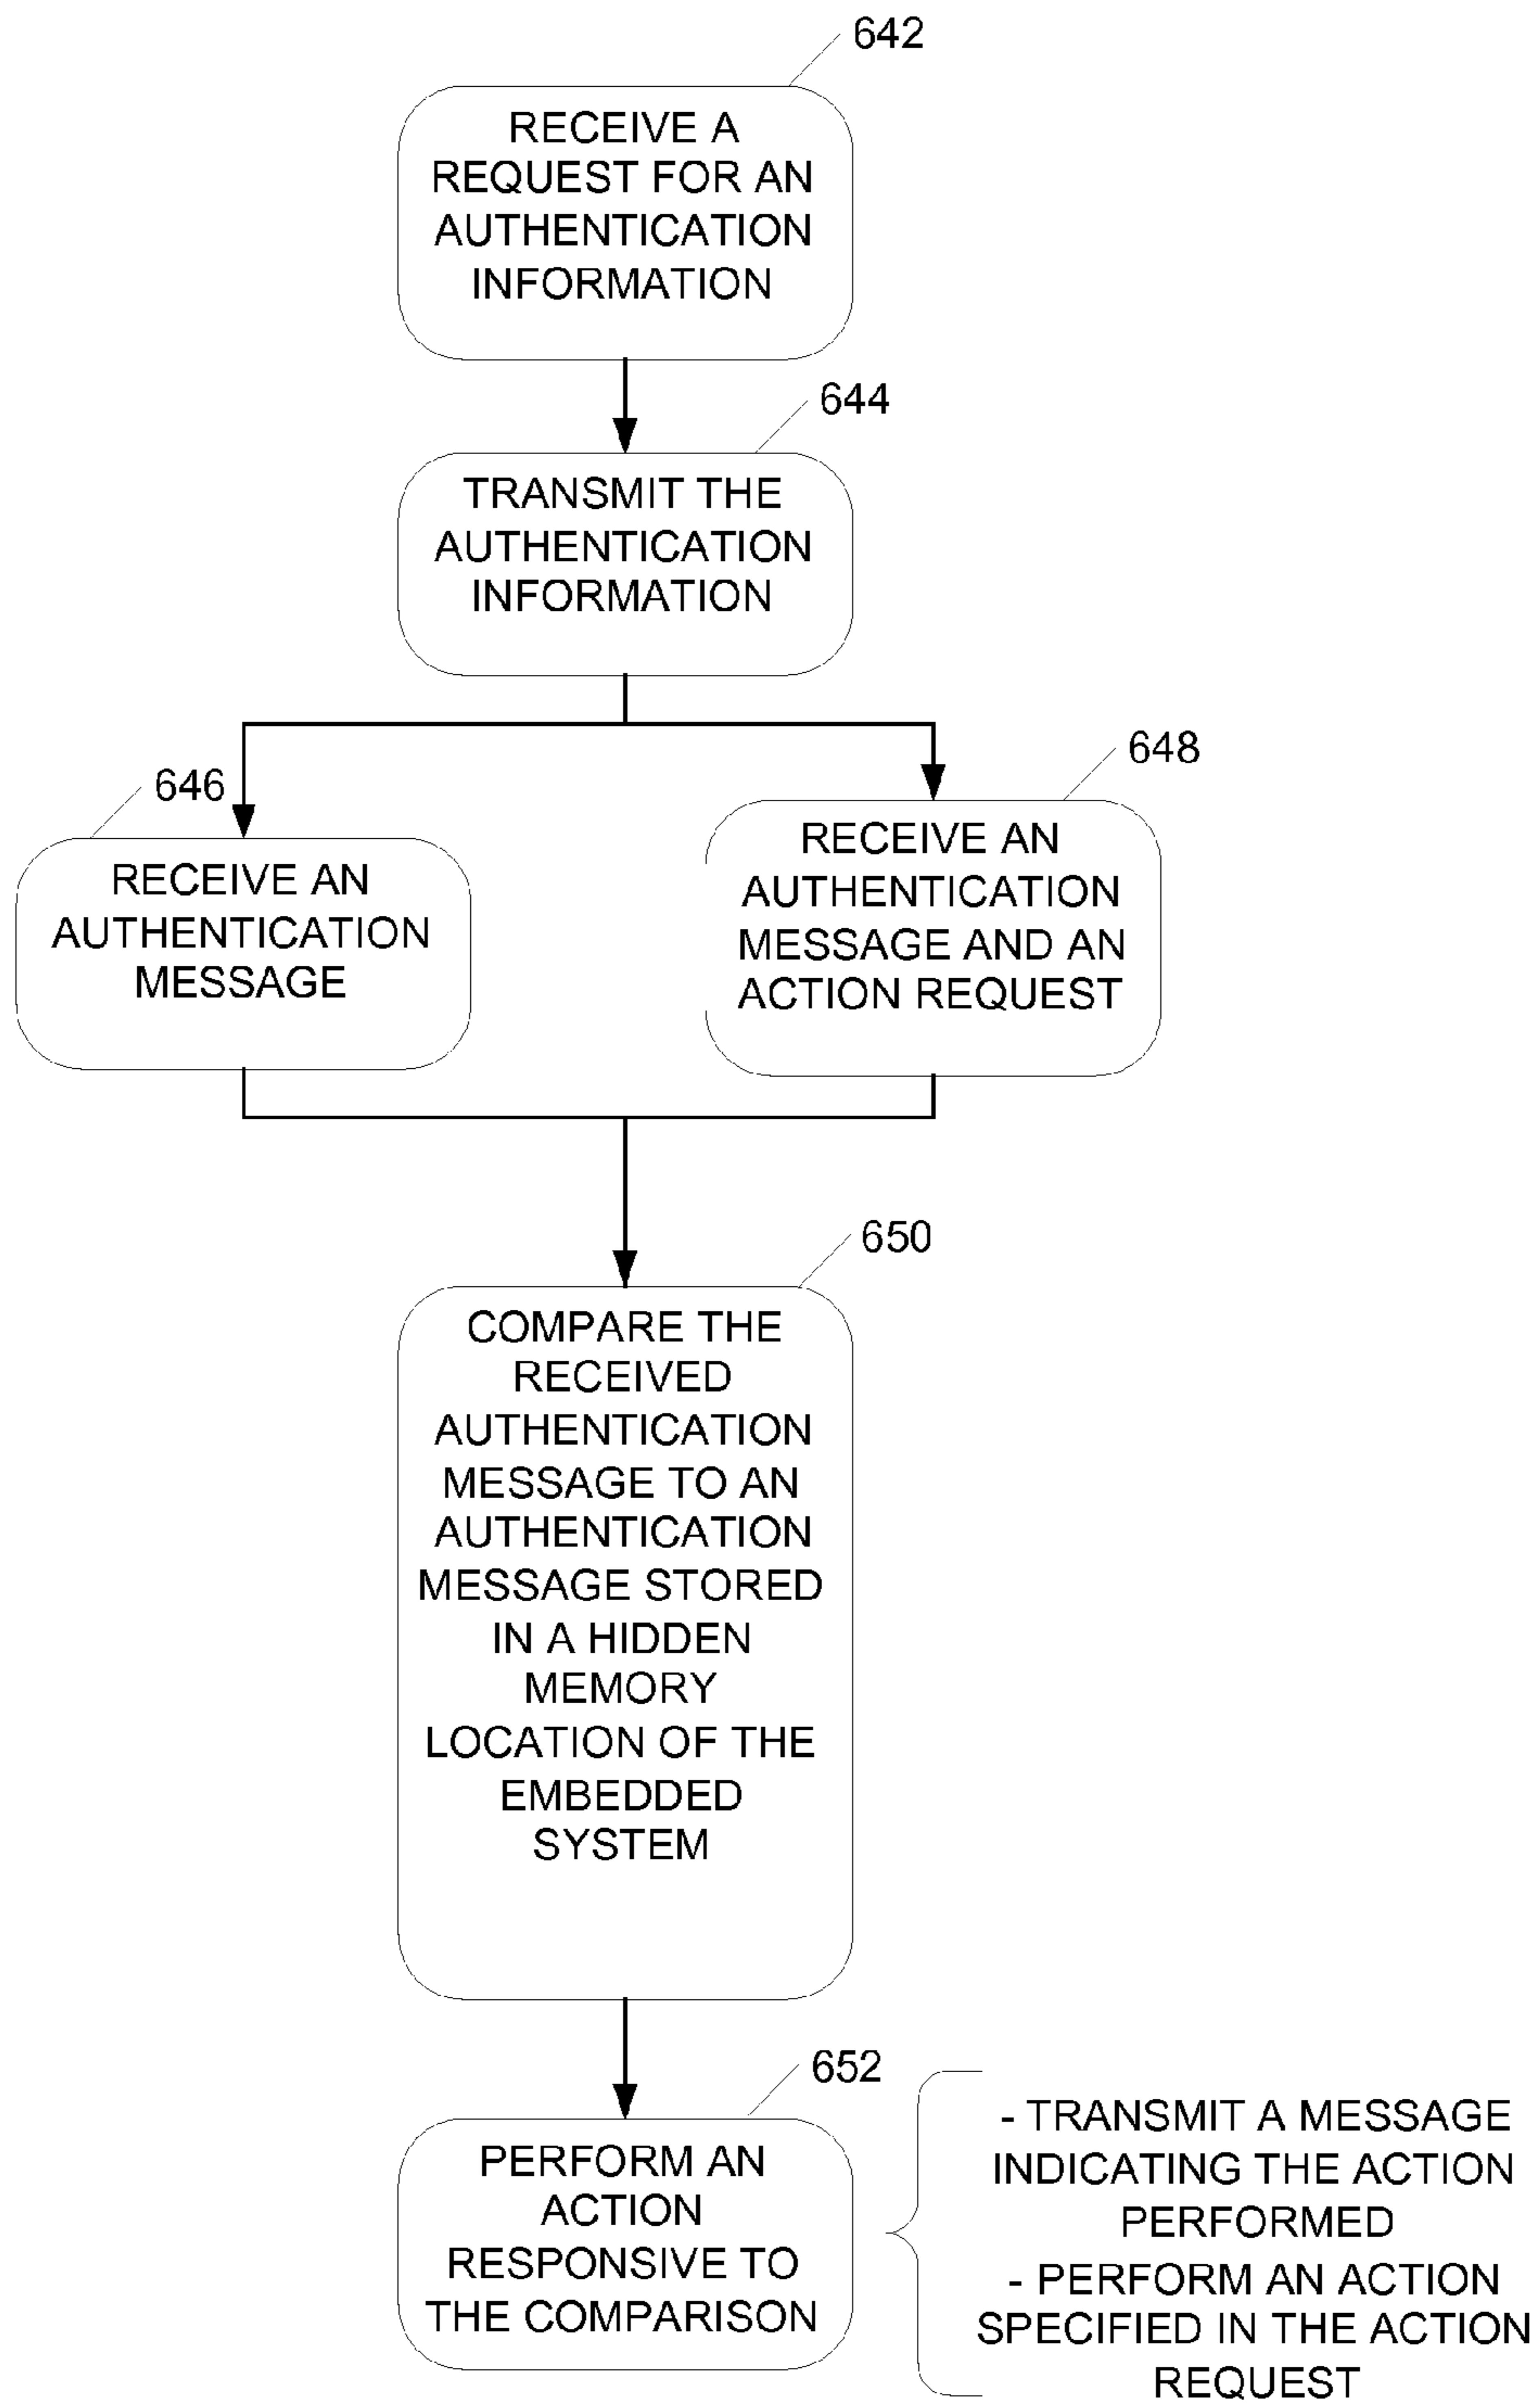 642
RECEIVE A
REQUEST FOR AN
AUTHENTICATION
INFORMATION
644
TRANSMIT THE
AUTHENTICATION
INFORMATION
646
RECEIVE AN
AUTHENTICATION
MESSAGE
648
RECEIVE AN
AUTHENTICATION
MESSAGE AND AN
ACTION REQUEST
650
COMPARE THE
RECEIVED
AUTHENTICATION
MESSAGE TO AN
AUTHENTICATION
MESSAGE STORED
IN A HIDDEN
MEMORY
LOCATION OF THE
EMBEDDED
SYSTEM
652
PERFORM AN
ACTION
RESPONSIVE TO
THE COMPARISON
- TRANSMIT A MESSAGE
INDICATING THE ACTION
PERFORMED
- PERFORM AN ACTION
SPECIFIED IN THE ACTION
REQUEST